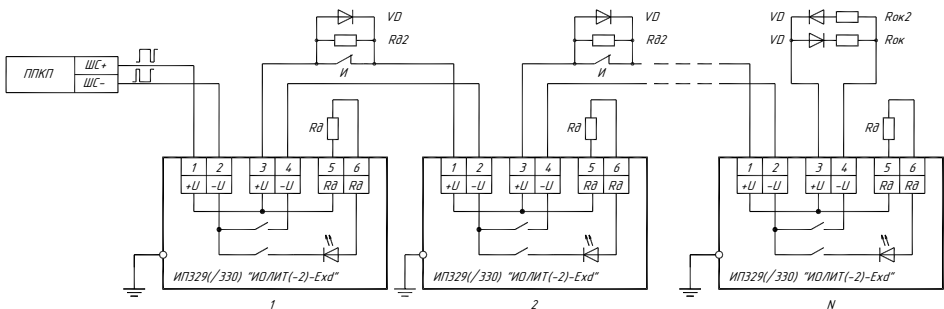 VD
VD
VD
Rок2
Rд2
Rд2
VD
Rок
ППКП
ШС+
ШС-
И
И
Rд
Rд
Rд
1 2 3 4 5 6
+U -U +U -U Rд Rд
1 2 3 4 5 6
+U -U +U -U Rд Rд
1 2 3 4 5 6
+U -U +U -U Rд Rд
ИП329(/330) "ИОЛИТ(-2)-Exd"
ИП329(/330) "ИОЛИТ(-2)-Exd"
ИП329(/330) "ИОЛИТ(-2)-Exd"
1
2
N